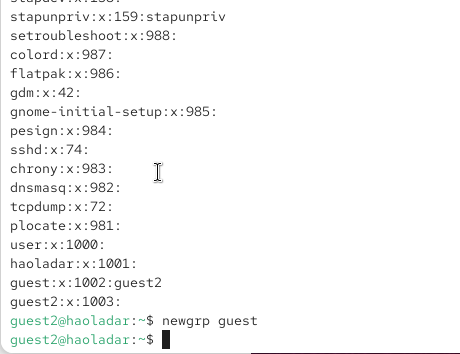 stapunpriv:x:159:stapunpriv
setroubleshoot:x:988:
colord:x:987:
flatpak:x:986:
gdm:x:42:
gnome-initial-setup:x:985:
pesign:x:984:
sshd:x:74:
chrony:x:983:
dnsmasq:x:982:
tcpdump:x:72:
plocate:x:981:
user:x:1000:
haoladar:x:1001:
guest:x:1002:guest2
guest2:x:1003:
guest2@haoladar:~$ newgrp guest
guest2@haoladar:~$